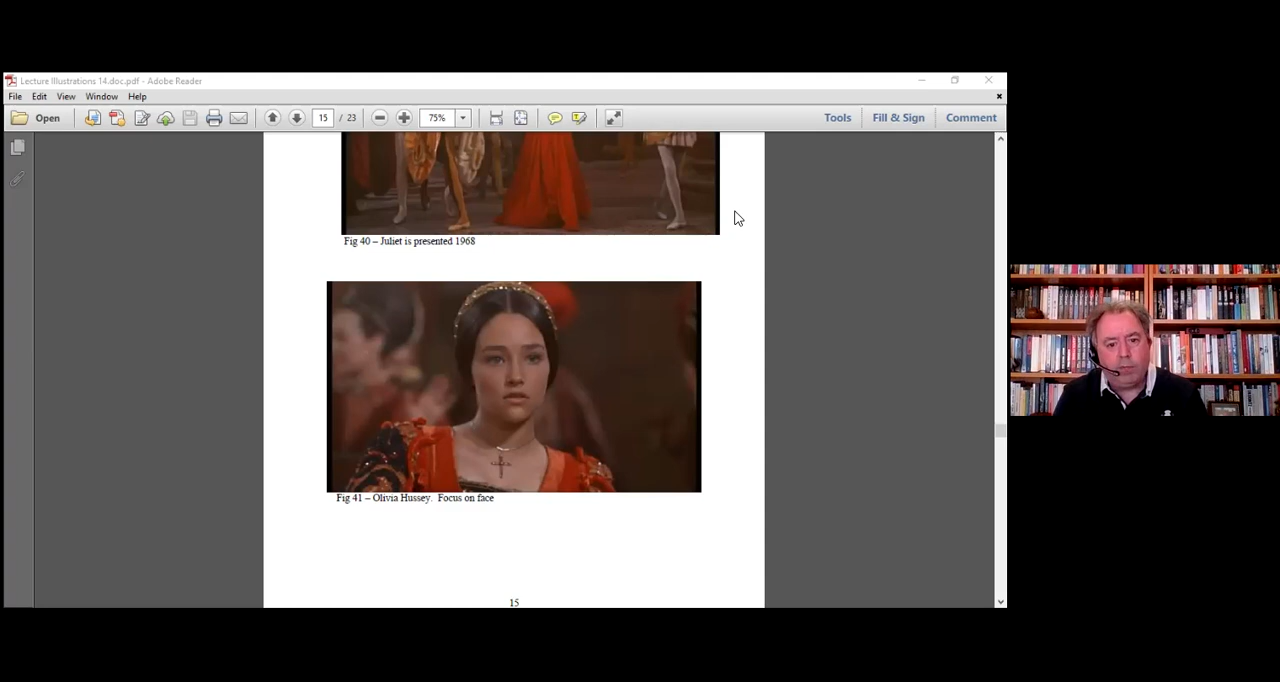 Lecture Illustrations 14.doc.pdf - Adobe Reader
File Edit View Window Help
Open 15 / 23 75% Tools Fill & Sign Comment
Fig 40 – Juliet is presented 1968
Fig 41 – Olivia Hussey. Focus on face
15